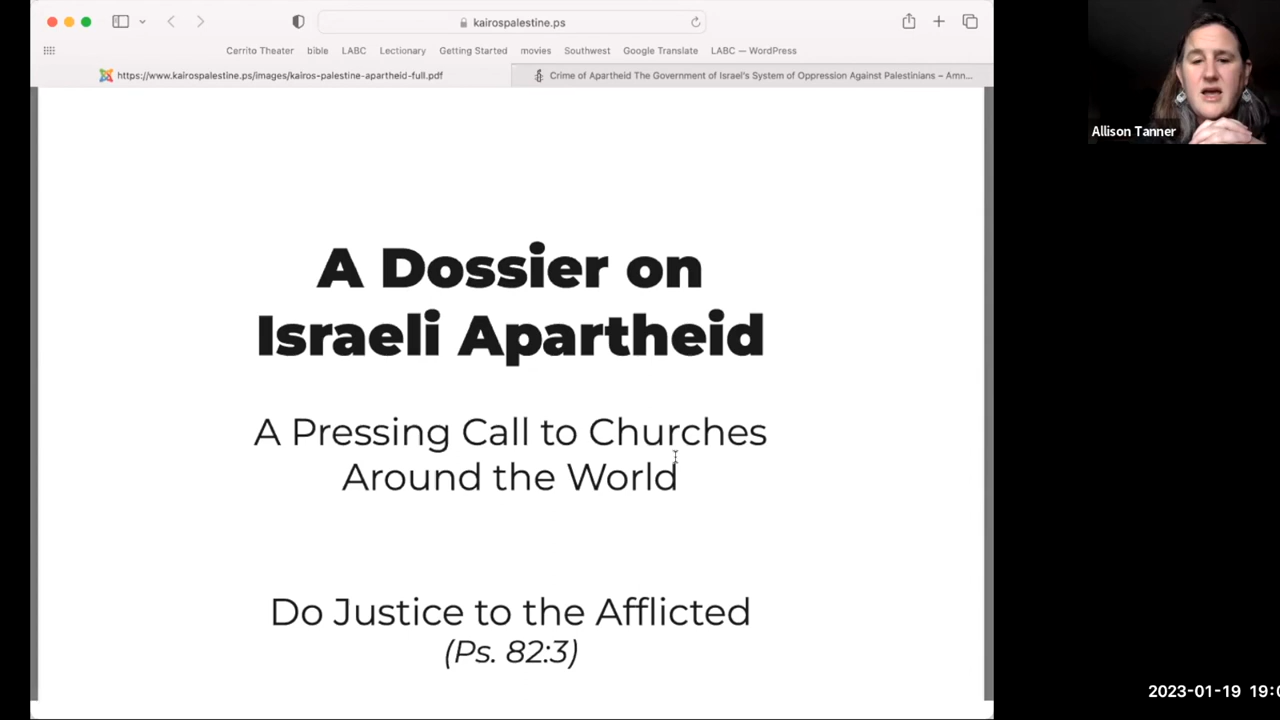 kairospalestine.ps
Cerrito Theater bible LABC Lectionary Getting Started movies Southwest Google Translate LABC — WordPress
https://www.kairospalestine.ps/images/kairos-palestine-apartheid-full.pdf
Crime of Apartheid The Government of Israel's System of Oppression Against Palestinians – Amn...
Allison Tanner
A Dossier on
Israeli Apartheid
A Pressing Call to Churches
Around the World
Do Justice to the Afflicted
(Ps. 82:3)
2023-01-19 19:0